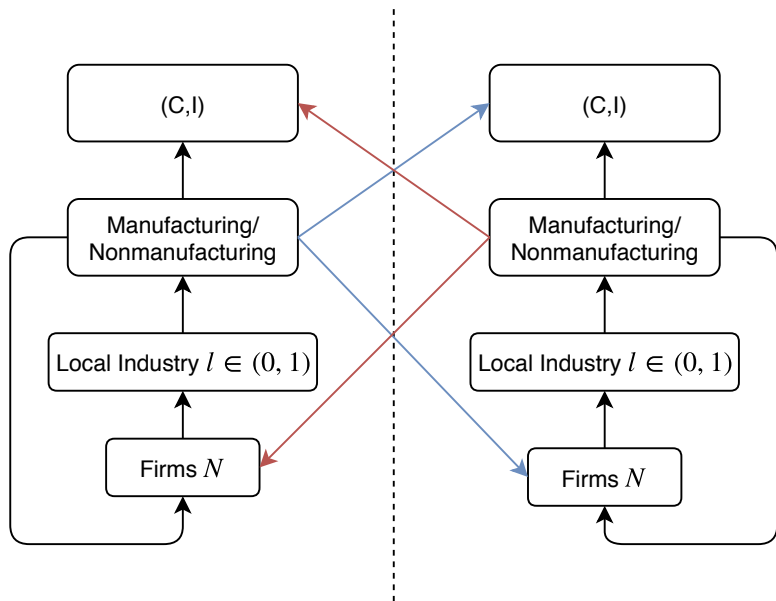 (C,I)
Manufacturing/
Nonmanufacturing
Local Industry l ∈ (0, 1)
Firms N
(C,I)
Manufacturing/
Nonmanufacturing
Local Industry l ∈ (0, 1)
Firms N